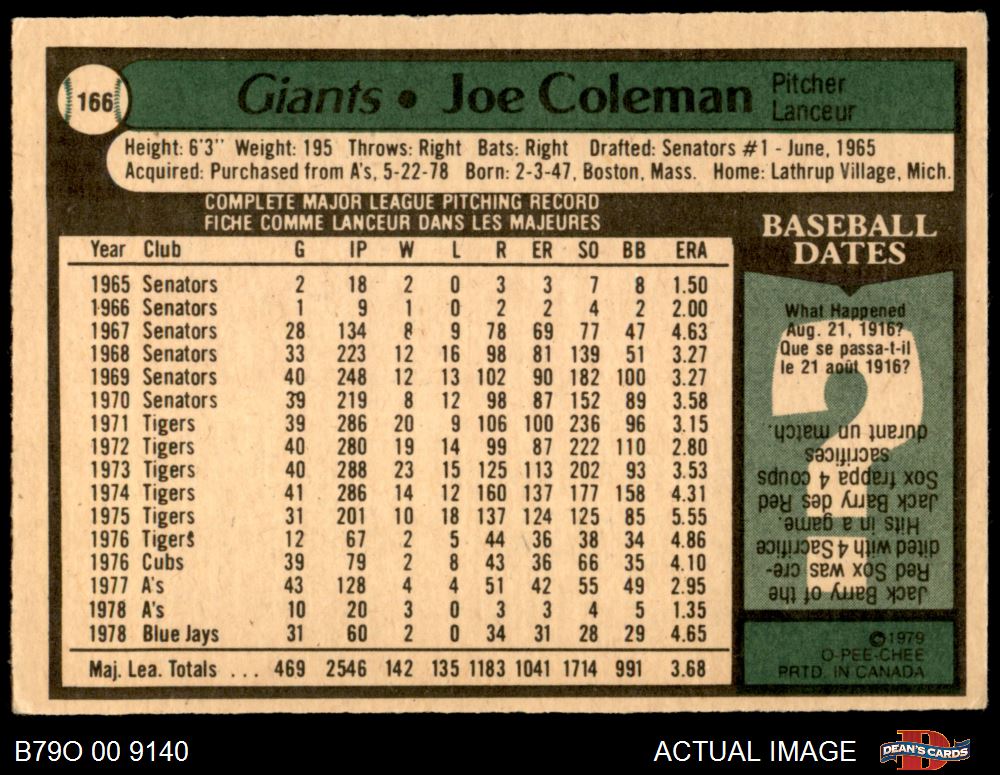 166
Giants • Joe Coleman
Pitcher
Lanceur
Height: 6'3" Weight: 195 Throws: Right Bats: Right Drafted: Senators #1 - June, 1965
Acquired: Purchased from A's, 5-22-78 Born: 2-3-47, Boston, Mass. Home: Lathrup Village, Mich.
COMPLETE MAJOR LEAGUE PITCHING RECORD
FICHE COMME LANCEUR DANS LES MAJEURES
Year Club G IP W L R ER SO BB ERA
1965 Senators 2 18 2 0 3 3 7 8 1.50
1966 Senators 1 9 1 0 2 2 4 2 2.00
1967 Senators 28 134 8 9 78 69 77 47 4.63
1968 Senators 33 223 12 16 98 81 139 51 3.27
1969 Senators 40 248 12 13 102 90 182 100 3.27
1970 Senators 39 219 8 12 98 87 152 89 3.58
1971 Tigers 39 286 20 9 106 100 236 96 3.15
1972 Tigers 40 280 19 14 99 87 222 110 2.80
1973 Tigers 40 288 23 15 125 113 202 93 3.53
1974 Tigers 41 286 14 12 160 137 177 158 4.31
1975 Tigers 31 201 10 18 137 124 125 85 5.55
1976 Tigers 12 67 2 5 44 36 38 34 4.86
1976 Cubs 39 79 2 8 43 36 66 35 4.10
1977 A's 43 128 4 4 51 42 55 49 2.95
1978 A's 10 20 3 0 3 3 4 5 1.35
1978 Blue Jays 31 60 2 0 34 31 28 29 4.65
Maj. Lea. Totals ... 469 2546 142 135 1183 1041 1714 991 3.68
BASEBALL
DATES
What Happened
Aug. 21, 1916?
Que se passa-t-il
le 21 août 1916?
Jack Barry of the
Red Sox was cre-
dited with 4 Sacrifice
Hits in a game.
Jack Barry des Red
Sox frappa 4 coups
sacrifices
durant un match.
©1979
O-PEE-CHEE
PRTD. IN CANADA
B79O 00 9140
ACTUAL IMAGE
DEAN'S CARDS